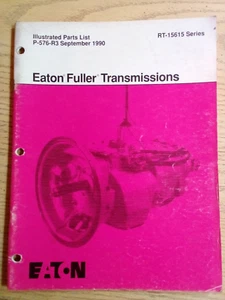 Illustrated Parts List
P-576-R3 September 1990
RT-15615 Series
Eaton® Fuller® Transmissions
EATON